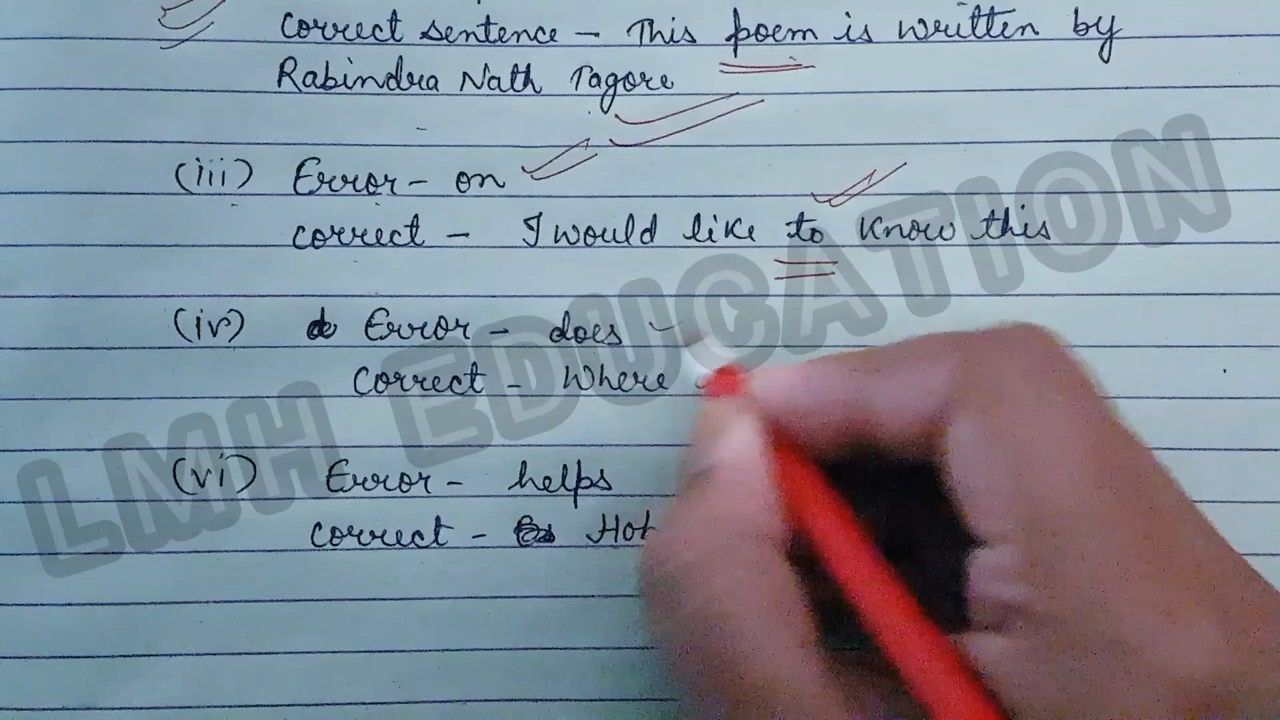 correct sentence - This poem is written by
Rabindra Nath Tagore
(iii) Error - on
correct - I would like to know this
(iv) Error - does
correct - Where
(vi) Error - helps
correct - Hot
LMH EDUCATION